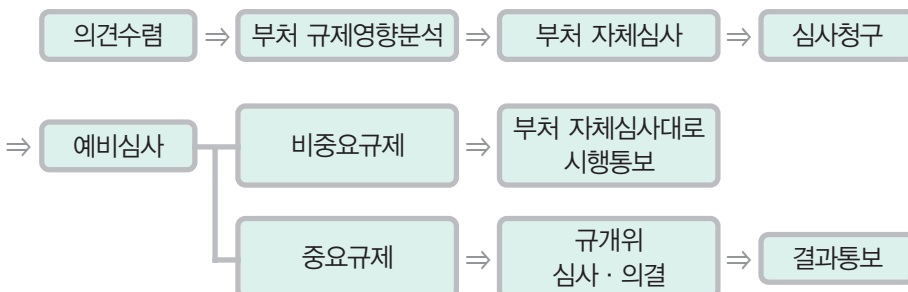 의견수렴 ⇒ 부처 규제영향분석 ⇒ 부처 자체심사 ⇒ 심사청구
⇒ 예비심사
비중요규제 ⇒ 부처 자체심사대로
시행통보
중요규제 ⇒ 규개위
심사 · 의결 ⇒ 결과통보